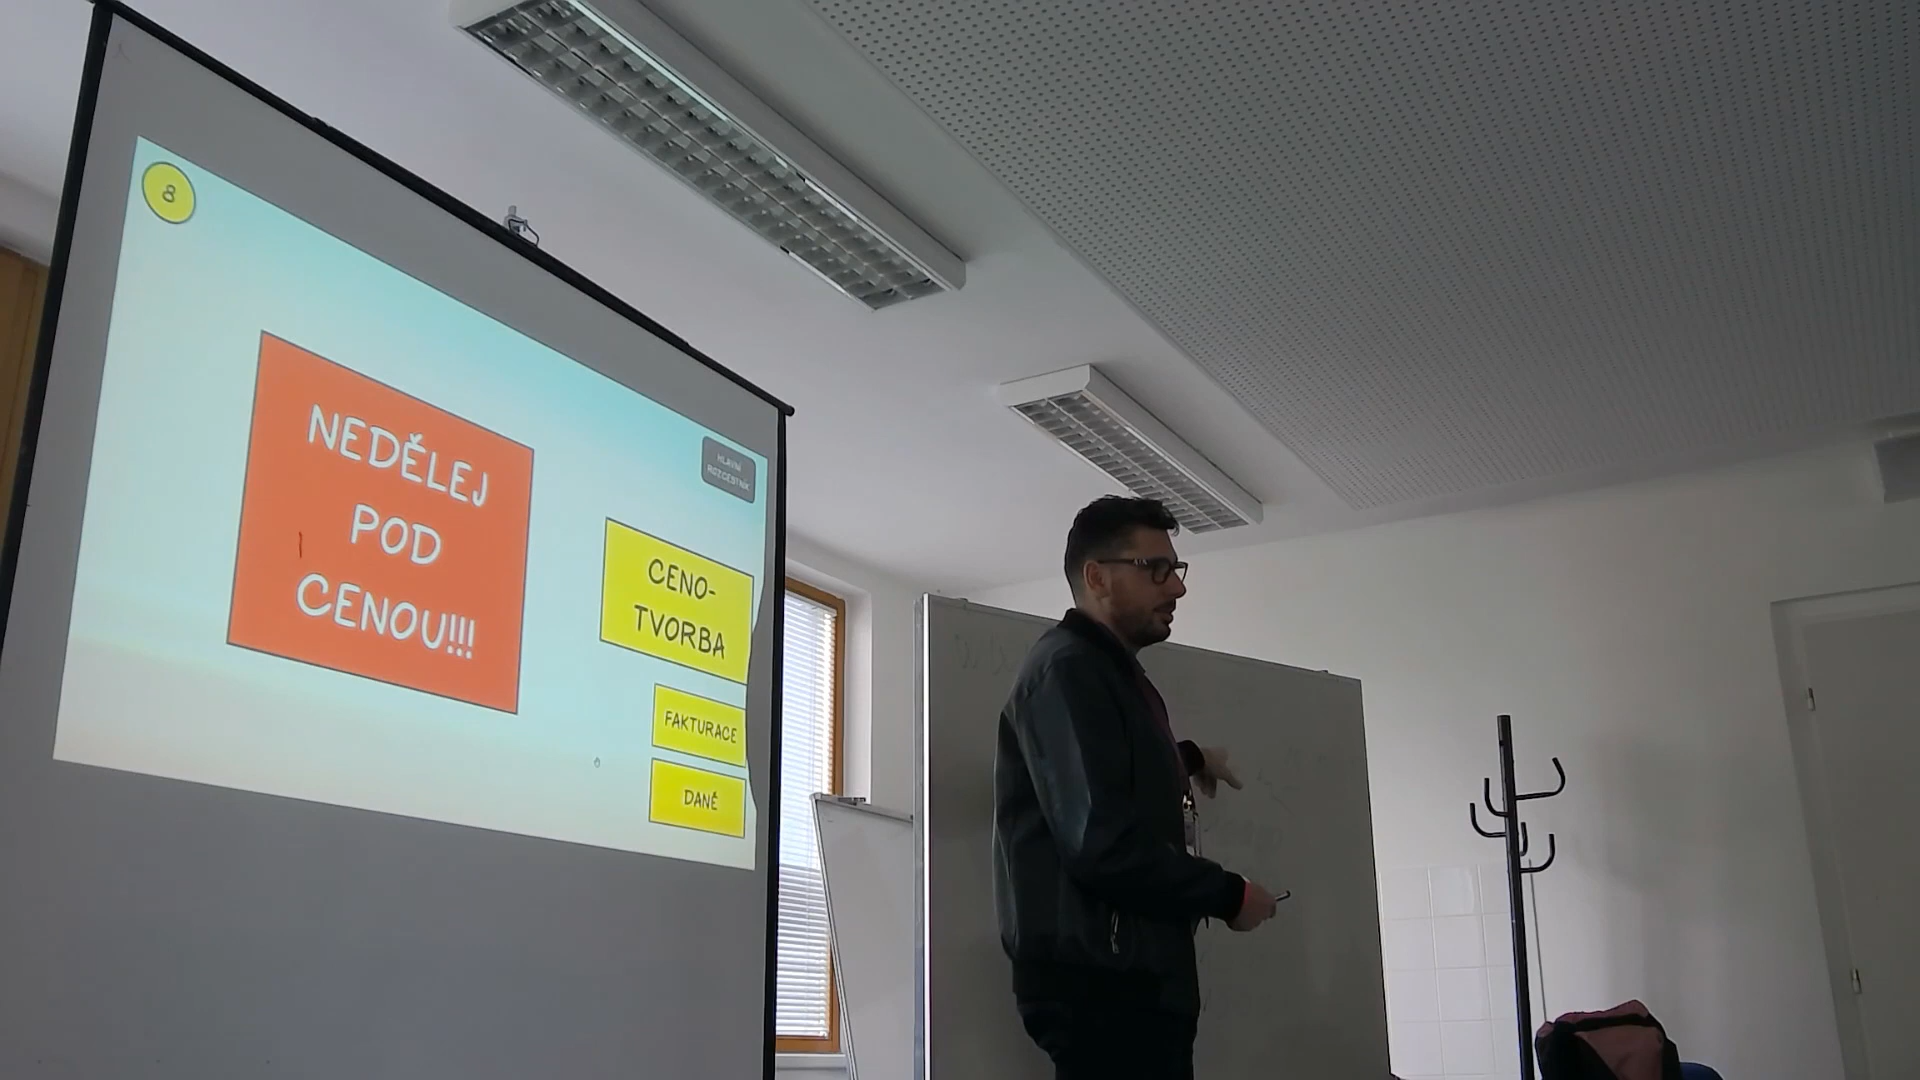 8
NEDĚLEJ
POD
CENOU!!!
HLAVNÍ
ROZCESTNÍK
CENO-
TVORBA
FAKTURACE
DANĚ